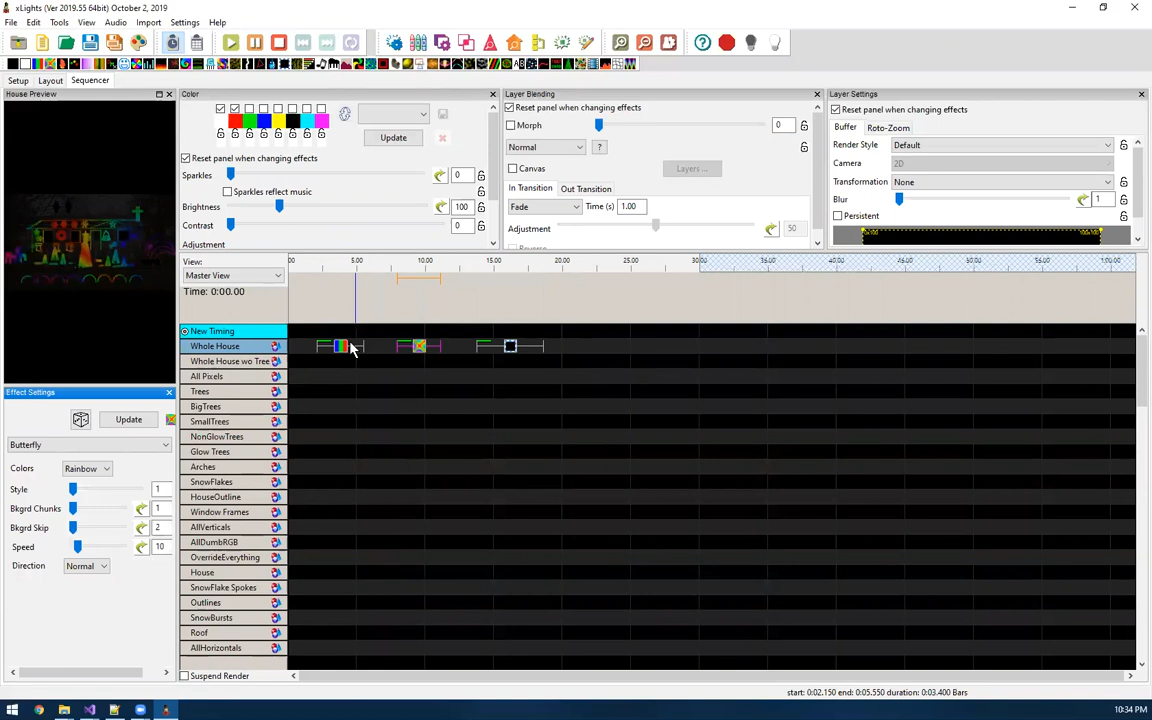 xLights (Ver 2019.55 64bit) October 2, 2019
File Edit Tools View Audio Import Settings Help
Setup Layout Sequencer
House Preview
Color
Update
Reset panel when changing effects
Sparkles 0
Sparkles reflect music
Brightness 100
Contrast 0
Adjustment
Layer Blending
Reset panel when changing effects
Morph 0
Normal ?
Canvas Layers ...
In Transition Out Transition
Fade Time (s) 1.00
Adjustment 50
Layer Settings
Reset panel when changing effects
Buffer Roto-Zoom
Render Style Default
Camera 2D
Transformation None
Blur 1
Persistent
View:
Master View
Time: 0:00.00
5.00 10.00 15.00 20.00 25.00 30.00 35.00 40.00 45.00 50.00 55.00 1:00.00
New Timing
Whole House
Whole House wo Tree
All Pixels
Trees
BigTrees
SmallTrees
NonGlowTrees
Glow Trees
Arches
SnowFlakes
HouseOutline
Window Frames
AllVerticals
AllDumbRGB
OverrideEverything
House
SnowFlake Spokes
Outlines
SnowBursts
Roof
AllHorizontals
Suspend Render
Effect Settings
Update
Butterfly
Colors Rainbow
Style 1
Bkgrd Chunks 1
Bkgrd Skip 2
Speed 10
Direction Normal
start: 0:02.150 end: 0:05.550 duration: 0:03.400 Bars
10:34 PM